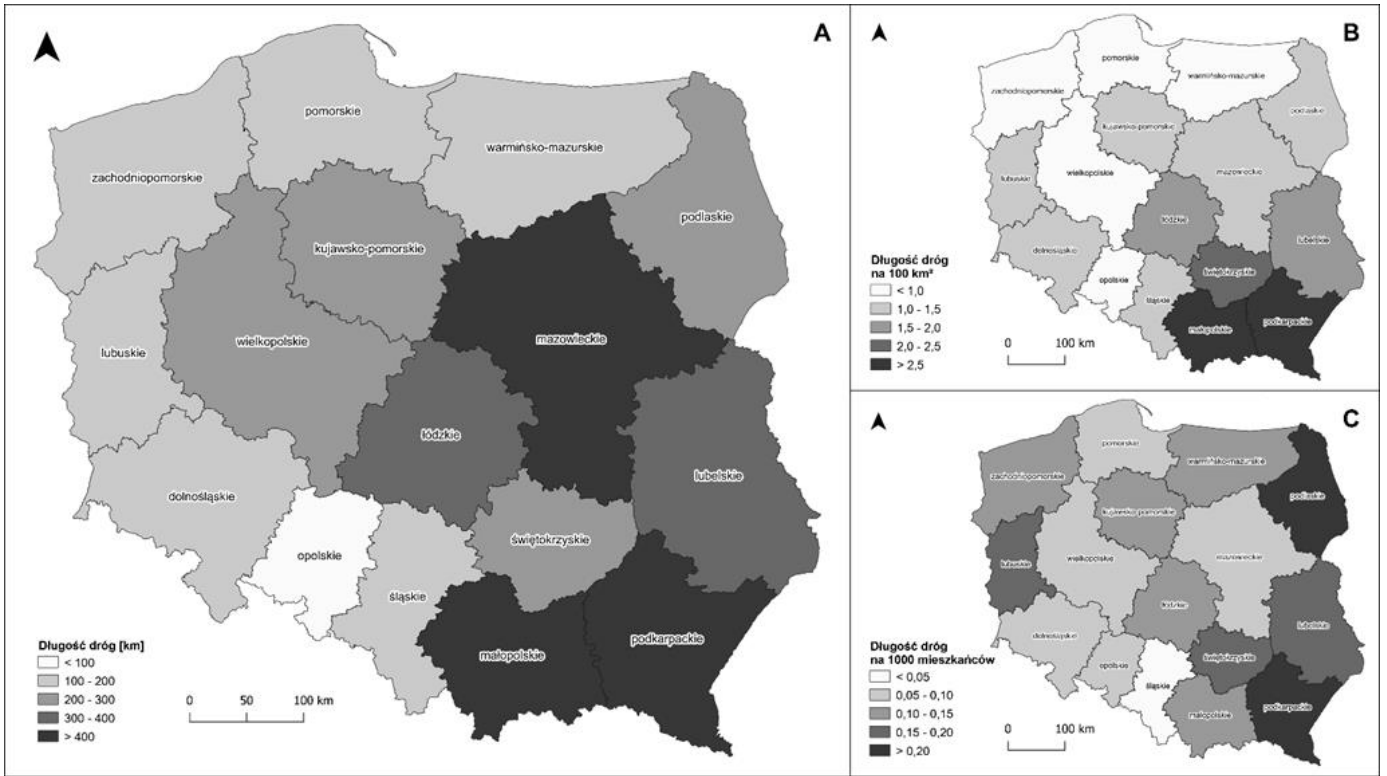 A
pomorskie
warmińsko-mazurskie
zachodniopomorskie
podlaskie
kujawsko-pomorskie
wielkopolskie
mazowieckie
lubuskie
łódzkie
lubelskie
dolnośląskie
świętokrzyskie
opolskie
śląskie
podkarpackie
małopolskie
Długość dróg [km]
< 100
100 - 200
200 - 300
300 - 400
> 400
0 50 100 km
B
pomorskie
warmińsko-mazurskie
zachodniopomorskie
podlaskie
kujawsko-pomorskie
wielkopolskie
mazowieckie
lubuskie
łódzkie
lubelskie
dolnośląskie
świętokrzyskie
opolskie
śląskie
podkarpackie
małopolskie
Długość dróg
na 100 km²
< 1,0
1,0 - 1,5
1,5 - 2,0
2,0 - 2,5
> 2,5
0 100 km
C
pomorskie
warmińsko-mazurskie
zachodniopomorskie
podlaskie
kujawsko-pomorskie
wielkopolskie
mazowieckie
lubuskie
łódzkie
lubelskie
dolnośląskie
świętokrzyskie
opolskie
śląskie
podkarpackie
małopolskie
Długość dróg
na 1000 mieszkańców
< 0,05
0,05 - 0,10
0,10 - 0,15
0,15 - 0,20
> 0,20
0 100 km